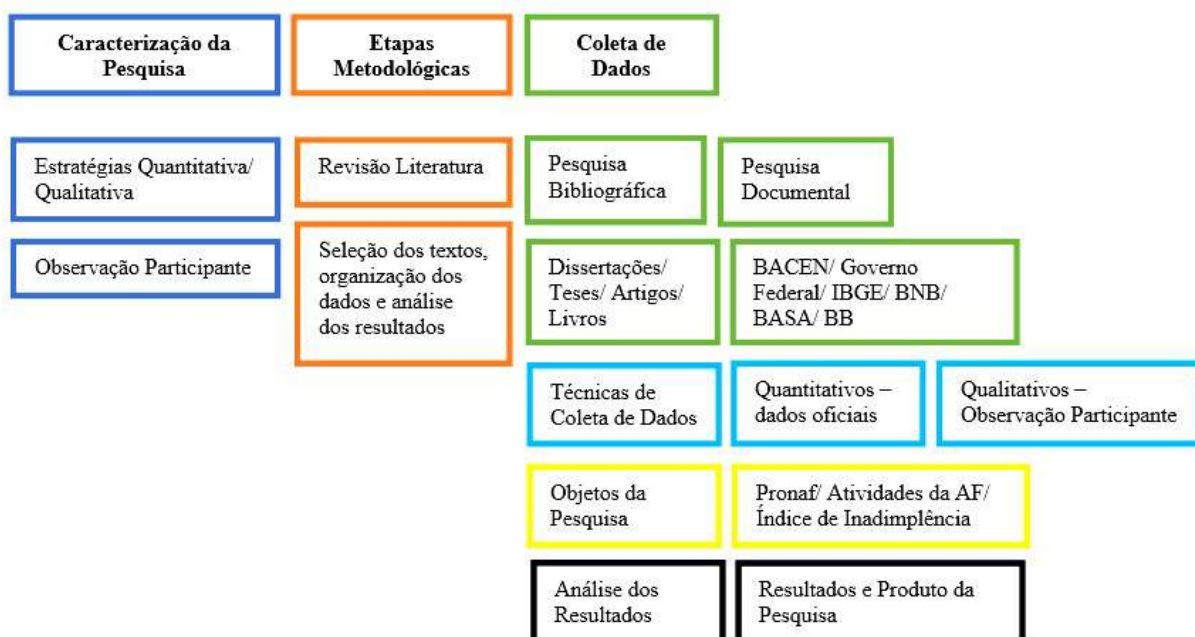 Caracterização da
Pesquisa
Etapas
Metodológicas
Coleta de
Dados
Estratégias Quantitativa/
Qualitativa
Revisão Literatura
Pesquisa
Bibliográfica
Pesquisa
Documental
Observação Participante
Seleção dos textos,
organização dos
dados e análise
dos resultados
Dissertações/
Teses/ Artigos/
Livros
BACEN/ Governo
Federal/ IBGE/ BNB/
BASA/ BB
Técnicas de
Coleta de Dados
Quantitativos –
dados oficiais
Qualitativos –
Observação Participante
Objetos da
Pesquisa
Pronaf/ Atividades da AF/
Índice de Inadimplência
Análise dos
Resultados
Resultados e Produto da
Pesquisa